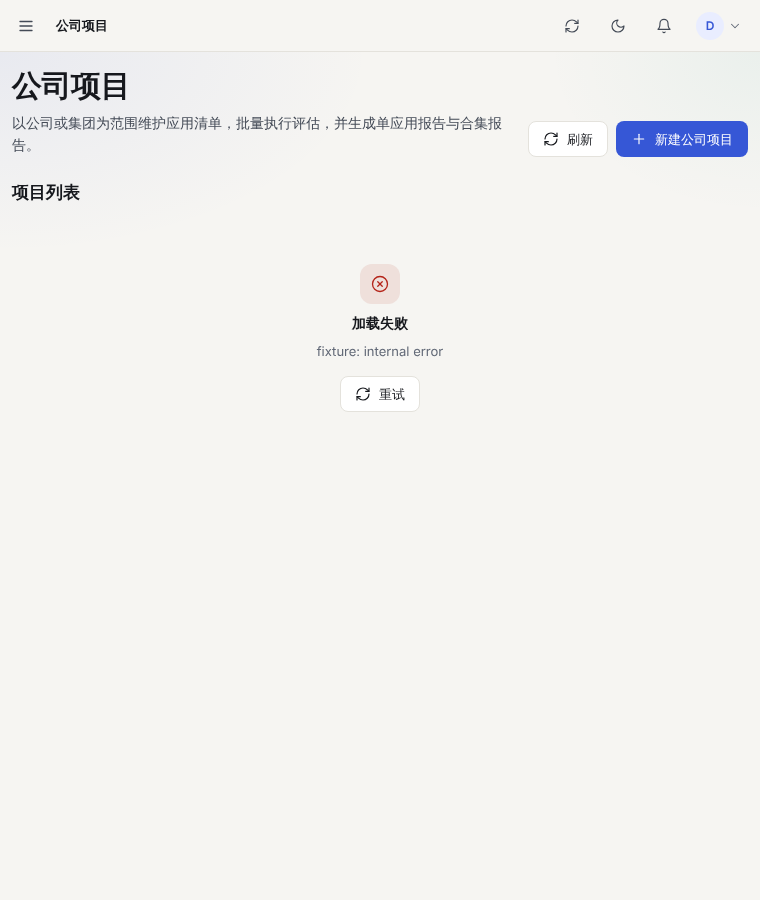 公司项目
D
公司项目
以公司或集团为范围维护应用清单，批量执行评估，并生成单应用报告与合集报
告。
刷新
新建公司项目
项目列表
加载失败
fixture: internal error
重试